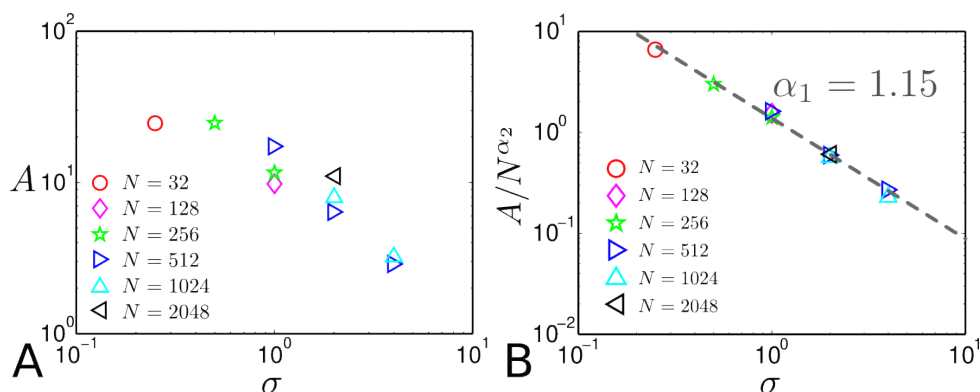 10^2
A
10^1
10^0
N = 32
N = 128
N = 256
N = 512
N = 1024
N = 2048
10^-1
10^0
10^1
σ
A
10^1
A/N^α₂
10^0
10^-1
10^-2
α₁ = 1.15
N = 32
N = 128
N = 256
N = 512
N = 1024
N = 2048
10^-1
10^0
10^1
σ
B